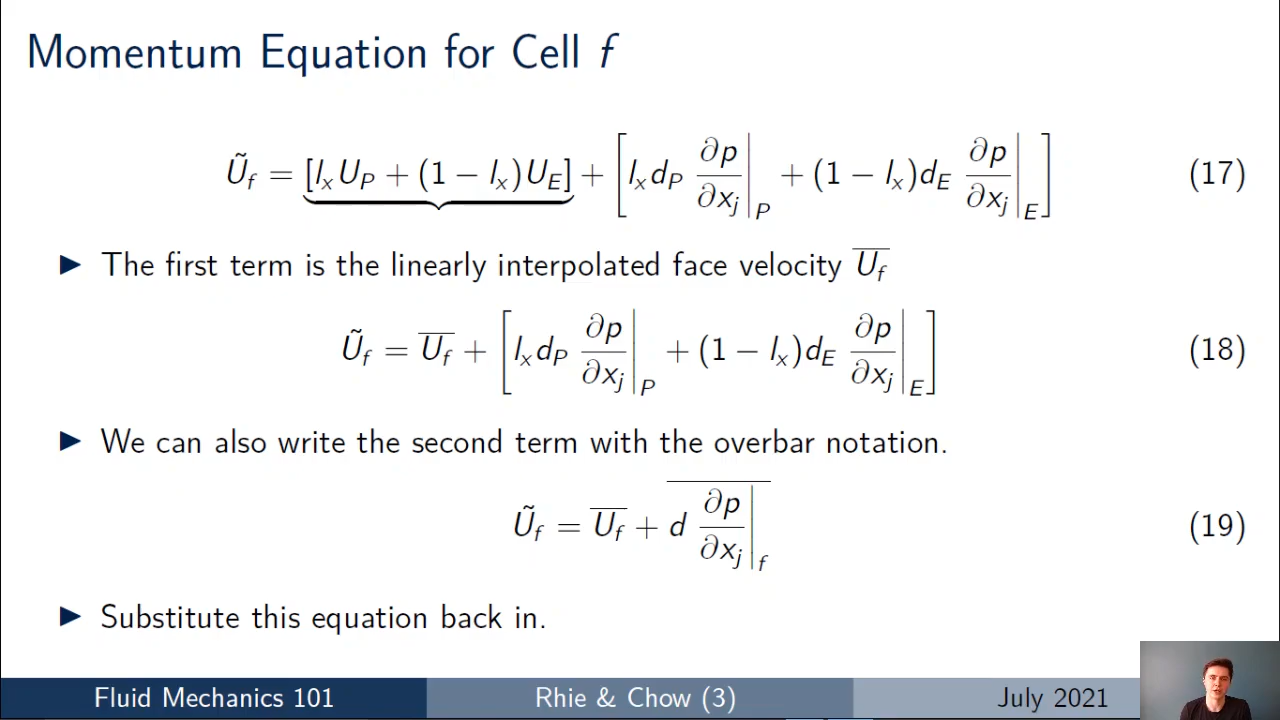 Momentum Equation for Cell f
Ũ_f = [l_x U_P + (1 − l_x)U_E] + [l_x d_P ∂p/∂x_j|_P + (1 − l_x)d_E ∂p/∂x_j|_E] (17)
▶ The first term is the linearly interpolated face velocity \overline{U_f}
Ũ_f = \overline{U_f} + [l_x d_P ∂p/∂x_j|_P + (1 − l_x)d_E ∂p/∂x_j|_E] (18)
▶ We can also write the second term with the overbar notation.
Ũ_f = \overline{U_f} + \overline{d ∂p/∂x_j|_f} (19)
▶ Substitute this equation back in.
Fluid Mechanics 101 Rhie & Chow (3) July 2021